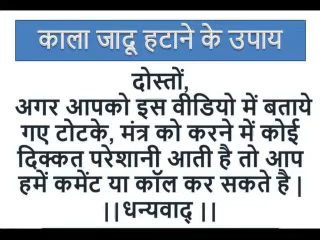 काला जादू हटाने के उपाय
दोस्तों,
अगर आपको इस वीडियो में बताये
गए टोटके, मंत्र को करने में कोई
दिक्कत परेशानी आती है तो आप
हमें कमेंट या कॉल कर सकते है |
||धन्यवाद् ||